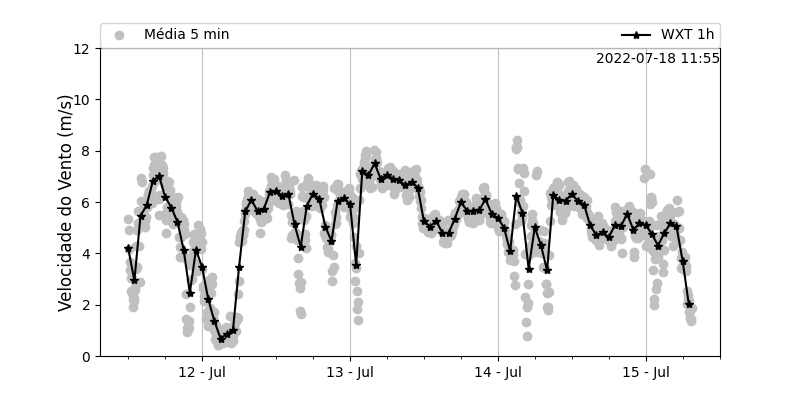 Média 5 min
WXT 1h
2022-07-18 11:55
Velocidade do Vento (m/s)
12
10
8
6
4
2
0
12 - Jul
13 - Jul
14 - Jul
15 - Jul